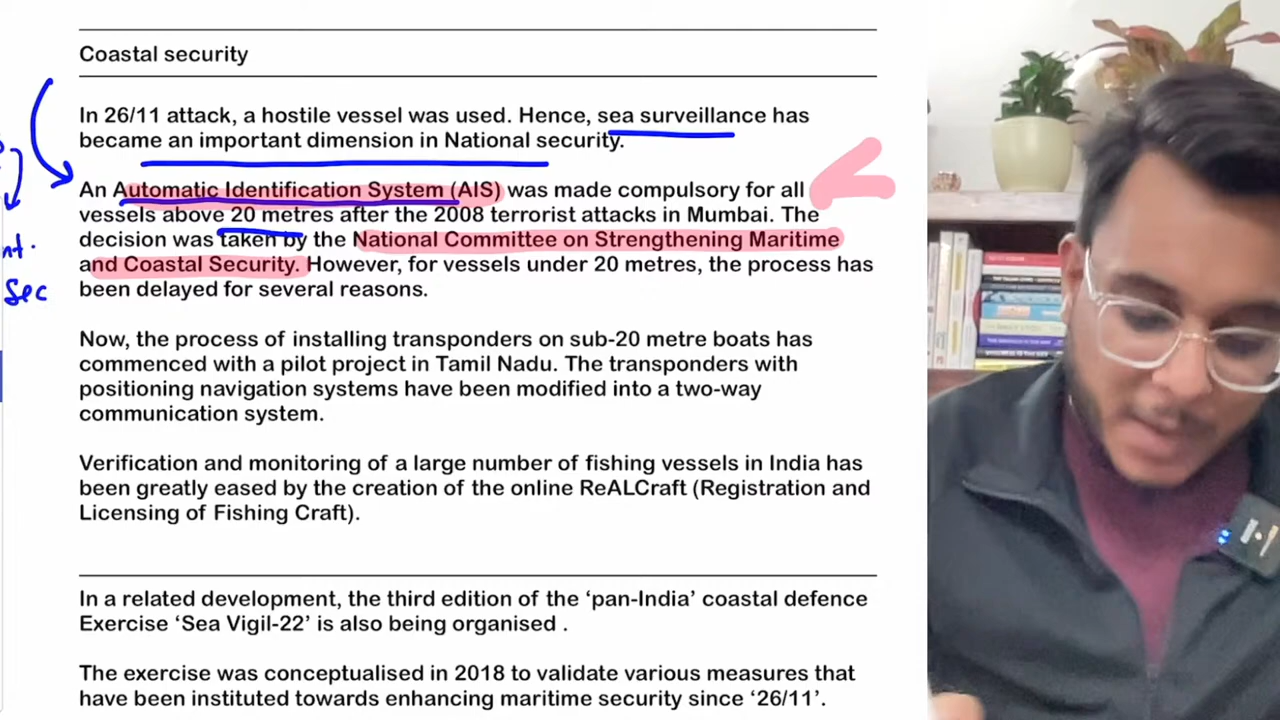 Coastal security
In 26/11 attack, a hostile vessel was used. Hence, sea surveillance has
became an important dimension in National security.
An Automatic Identification System (AIS) was made compulsory for all
vessels above 20 metres after the 2008 terrorist attacks in Mumbai. The
decision was taken by the National Committee on Strengthening Maritime
and Coastal Security. However, for vessels under 20 metres, the process has
been delayed for several reasons.
nt.
Sec
Now, the process of installing transponders on sub-20 metre boats has
commenced with a pilot project in Tamil Nadu. The transponders with
positioning navigation systems have been modified into a two-way
communication system.
Verification and monitoring of a large number of fishing vessels in India has
been greatly eased by the creation of the online ReALCraft (Registration and
Licensing of Fishing Craft).
In a related development, the third edition of the ‘pan-India’ coastal defence
Exercise ‘Sea Vigil-22’ is also being organised .
The exercise was conceptualised in 2018 to validate various measures that
have been instituted towards enhancing maritime security since ‘26/11’.